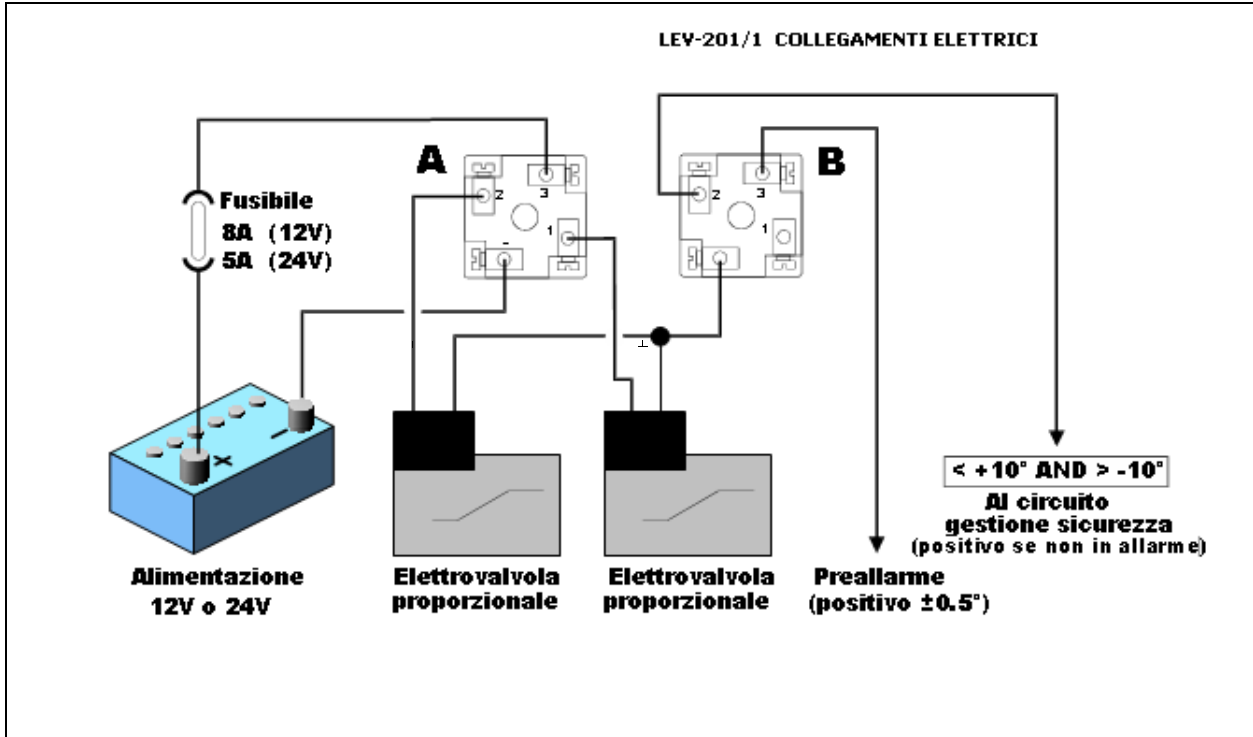 LEV-201/1 COLLEGAMENTI ELETTRICI
A
B
2
3
1
-
2
3
1
Fusibile
8A (12V)
5A (24V)
+
-
< +10° AND > -10°
Al circuito
gestione sicurezza
(positivo se non in allarme)
Alimentazione
12V o 24V
Elettrovalvola
proporzionale
Elettrovalvola
proporzionale
Preallarme
(positivo ±0.5°)